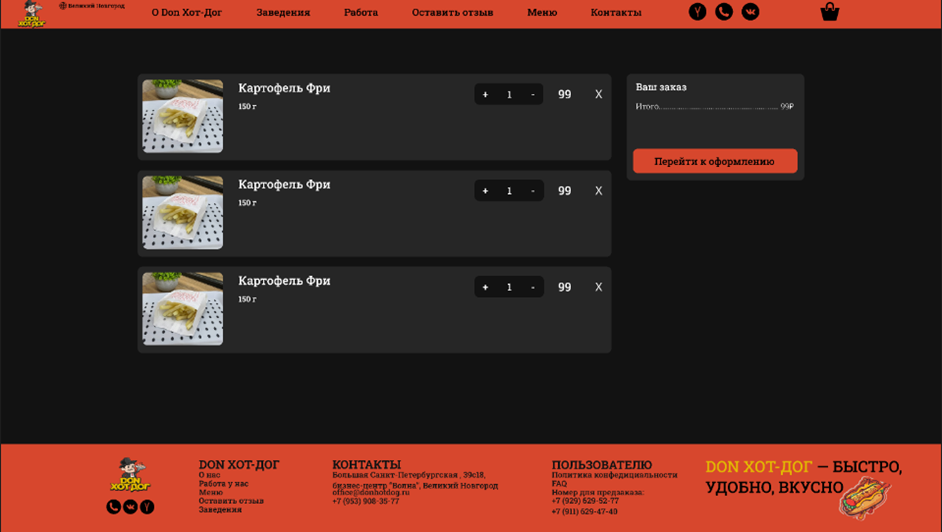 DON
ХОТ-ДОГ
Великий Новгород
О Don Хот-Дог
Заведения
Работа
Оставить отзыв
Меню
Контакты
Картофель Фри
150 г
+ 1 - 99 X
Картофель Фри
150 г
+ 1 - 99 X
Картофель Фри
150 г
+ 1 - 99 X
Ваш заказ
Итого 99₽
Перейти к оформлению
DON
ХОТ-ДОГ
DON ХОТ-ДОГ
О нас
Работа у нас
Меню
Оставить отзыв
Заведения
КОНТАКТЫ
Большая Санкт-Петербургская , 39с18,
бизнес-центр "Волна", Великий Новгород
office@donhotdog.ru
+7 (953) 908-35-77
ПОЛЬЗОВАТЕЛЮ
Политика конфедициальности
FAQ
Номер для предзаказа:
+7 (929) 629-52-77
+7 (911) 629-47-40
DON ХОТ-ДОГ — БЫСТРО,
УДОБНО, ВКУСНО